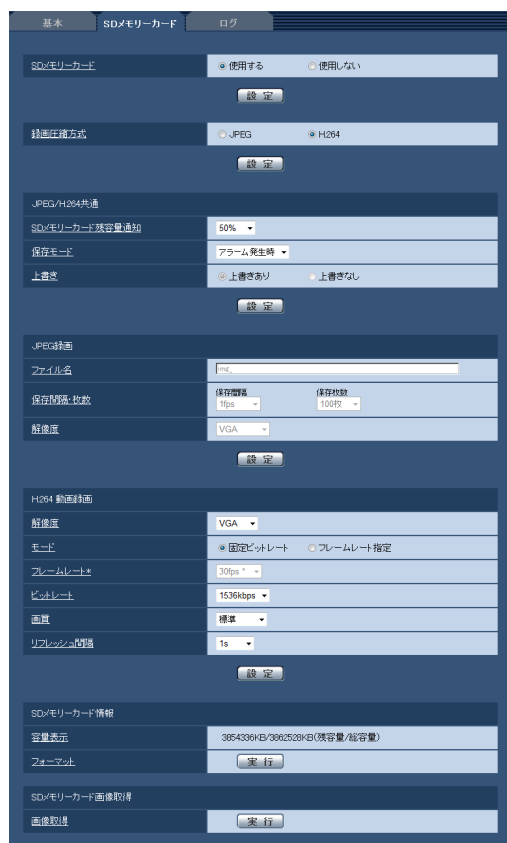 基本 SDメモリーカード ログ
SDメモリーカード 使用する 使用しない
設 定
録画圧縮方式 JPEG H.264
設 定
JPEG/H.264共通
SDメモリーカード残容量通知 50%
保存モード アラーム発生時
上書き 上書きあり 上書きなし
設 定
JPEG録画
ファイル名 img_
保存間隔・枚数 保存間隔 保存枚数
1fps 100枚
解像度 VGA
設 定
H.264 動画録画
解像度 VGA
モード 固定ビットレート フレームレート指定
フレームレート* 30fps *
ビットレート 1536kbps
画質 標準
リフレッシュ間隔 1s
設 定
SDメモリーカード情報
容量表示 3854336KB/3862528KB(残容量/総容量)
フォーマット 実 行
SDメモリーカード画像取得
画像取得 実 行